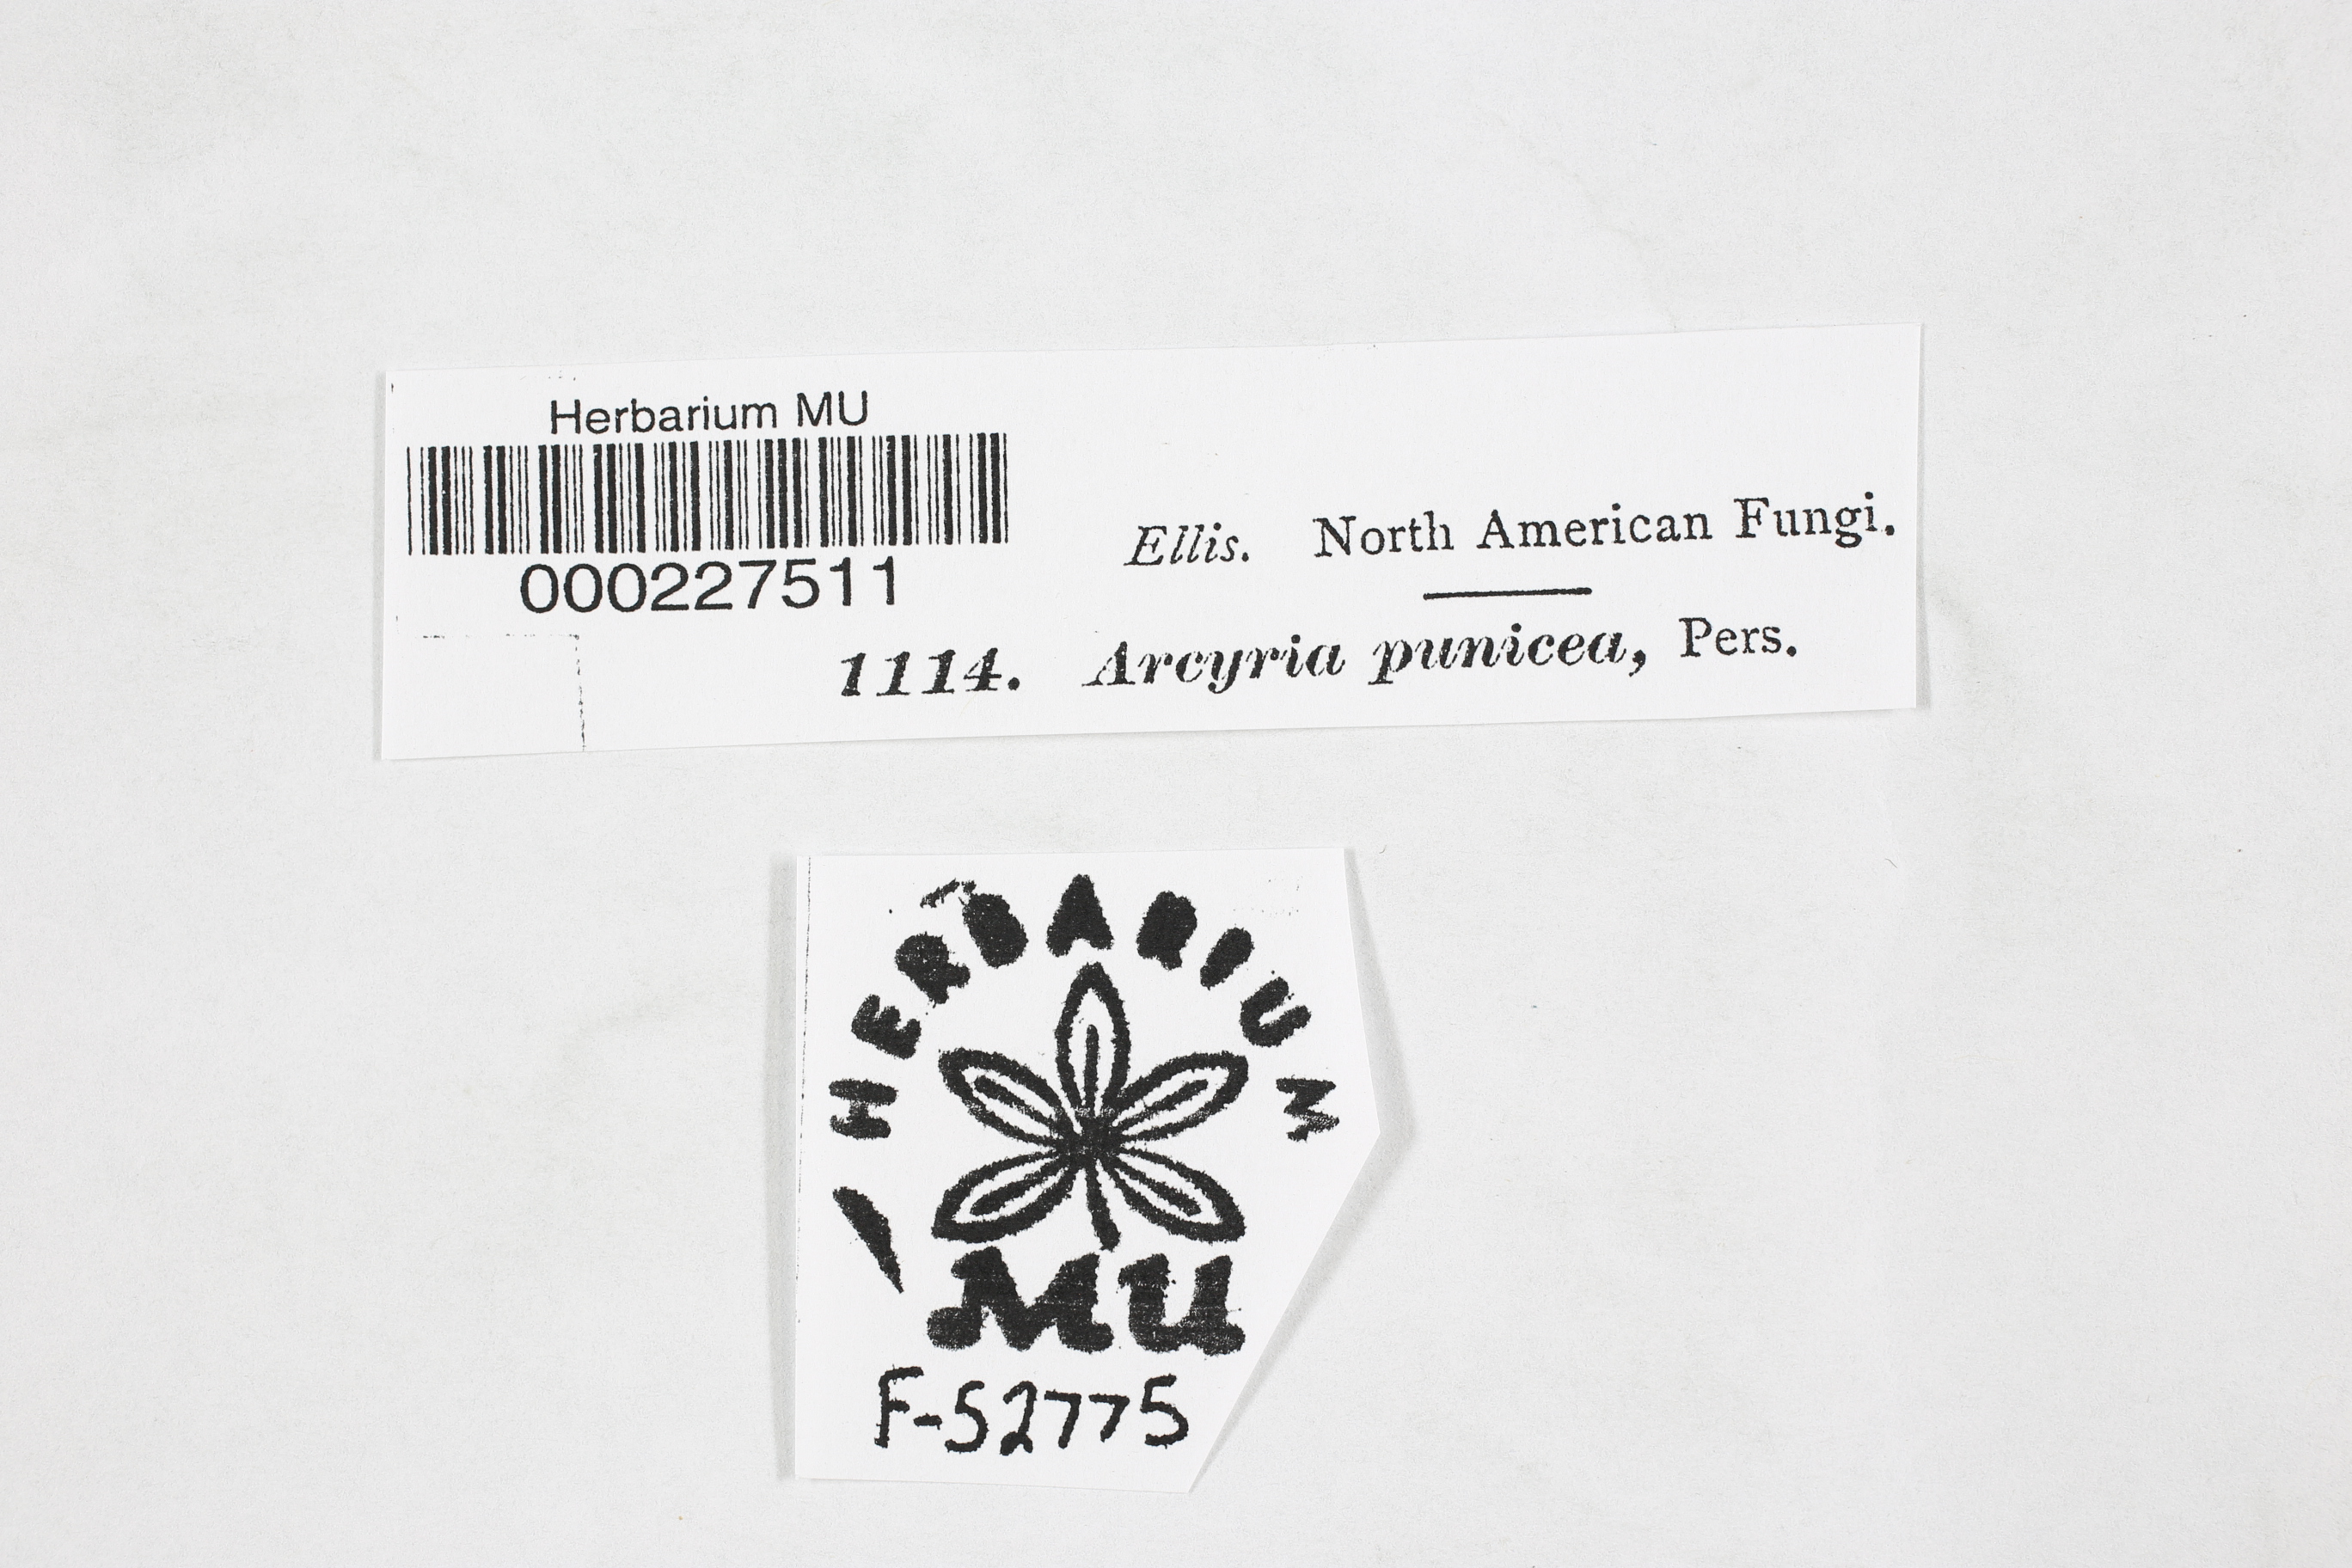 Herbarium MU
000227511
Ellis. North American Fungi.
1114. Arcyria punicea, Pers.
HERBARIUM
MU
F-52775